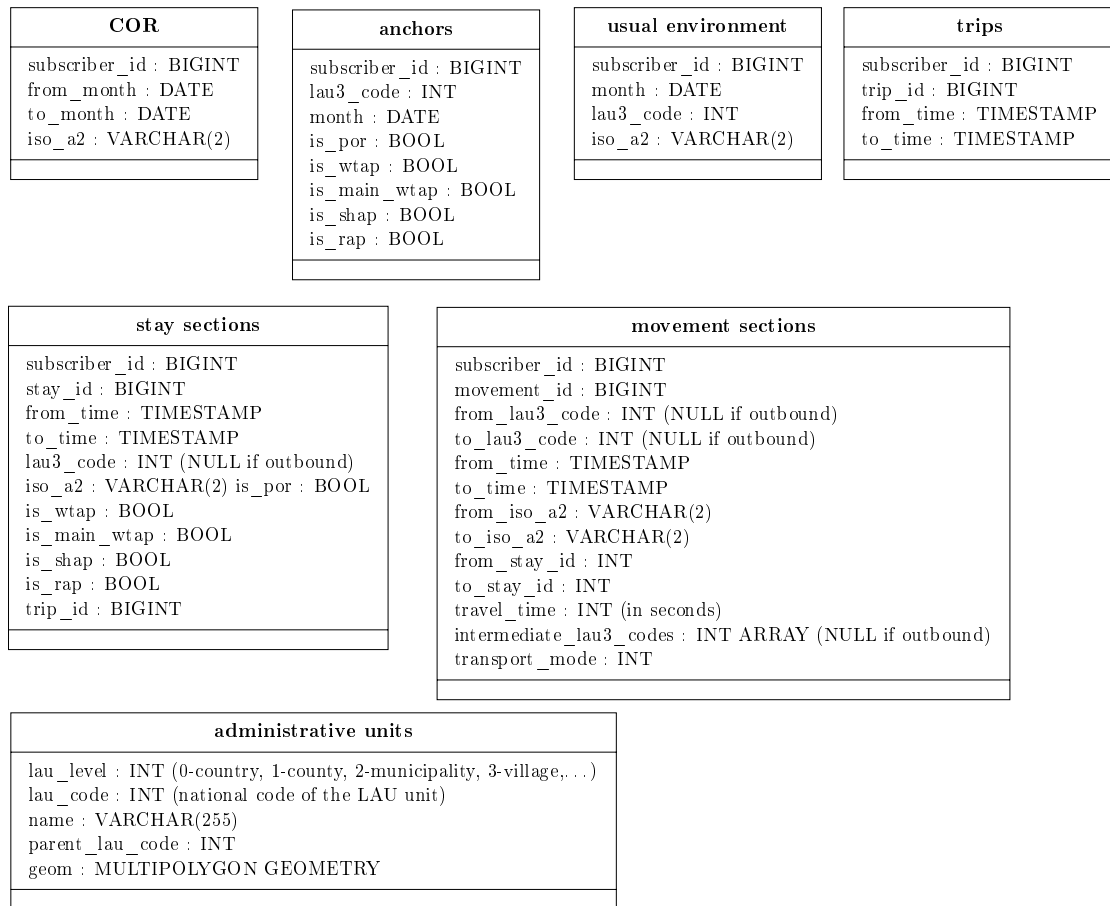 COR
subscriber_id : BIGINT
from_month : DATE
to_month : DATE
iso_a2 : VARCHAR(2)
anchors
subscriber_id : BIGINT
lau3_code : INT
month : DATE
is_por : BOOL
is_wtap : BOOL
is_main_wtap : BOOL
is_shap : BOOL
is_rap : BOOL
usual environment
subscriber_id : BIGINT
month : DATE
lau3_code : INT
iso_a2 : VARCHAR(2)
trips
subscriber_id : BIGINT
trip_id : BIGINT
from_time : TIMESTAMP
to_time : TIMESTAMP
stay sections
subscriber_id : BIGINT
stay_id : BIGINT
from_time : TIMESTAMP
to_time : TIMESTAMP
lau3_code : INT (NULL if outbound)
iso_a2 : VARCHAR(2) is_por : BOOL
is_wtap : BOOL
is_main_wtap : BOOL
is_shap : BOOL
is_rap : BOOL
trip_id : BIGINT
movement sections
subscriber_id : BIGINT
movement_id : BIGINT
from_lau3_code : INT (NULL if outbound)
to_lau3_code : INT (NULL if outbound)
from_time : TIMESTAMP
to_time : TIMESTAMP
from_iso_a2 : VARCHAR(2)
to_iso_a2 : VARCHAR(2)
from_stay_id : INT
to_stay_id : INT
travel_time : INT (in seconds)
intermediate_lau3_codes : INT ARRAY (NULL if outbound)
transport_mode : INT
administrative units
lau_level : INT (0-country, 1-county, 2-municipality, 3-village,...)
lau_code : INT (national code of the LAU unit)
name : VARCHAR(255)
parent_lau_code : INT
geom : MULTIPOLYGON GEOMETRY